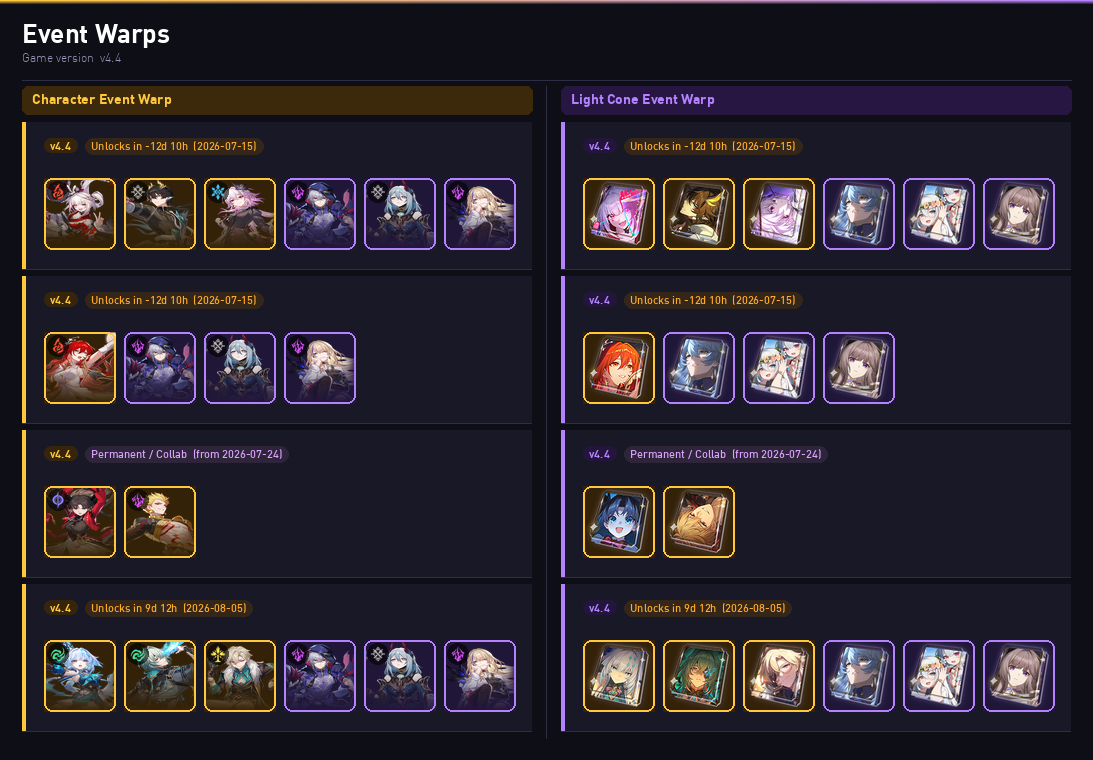 Event Warps
Game version v4.4
Character Event Warp
v4.4 Unlocks in -12d 10h (2026-07-15)
v4.4 Unlocks in -12d 10h (2026-07-15)
v4.4 Permanent / Collab (from 2026-07-24)
v4.4 Unlocks in 9d 12h (2026-08-05)
Light Cone Event Warp
v4.4 Unlocks in -12d 10h (2026-07-15)
v4.4 Unlocks in -12d 10h (2026-07-15)
v4.4 Permanent / Collab (from 2026-07-24)
v4.4 Unlocks in 9d 12h (2026-08-05)